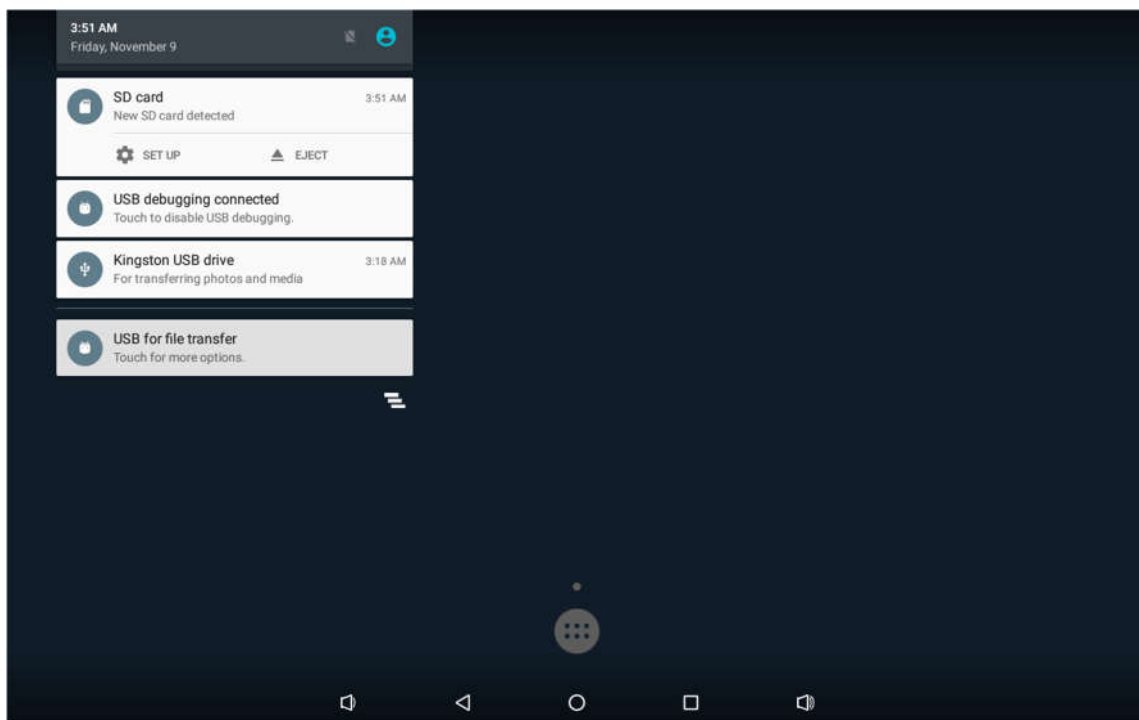 3:51 AM
Friday, November 9
SD card 3:51 AM
New SD card detected
SET UP EJECT
USB debugging connected
Touch to disable USB debugging.
Kingston USB drive 3:18 AM
For transferring photos and media
USB for file transfer
Touch for more options.